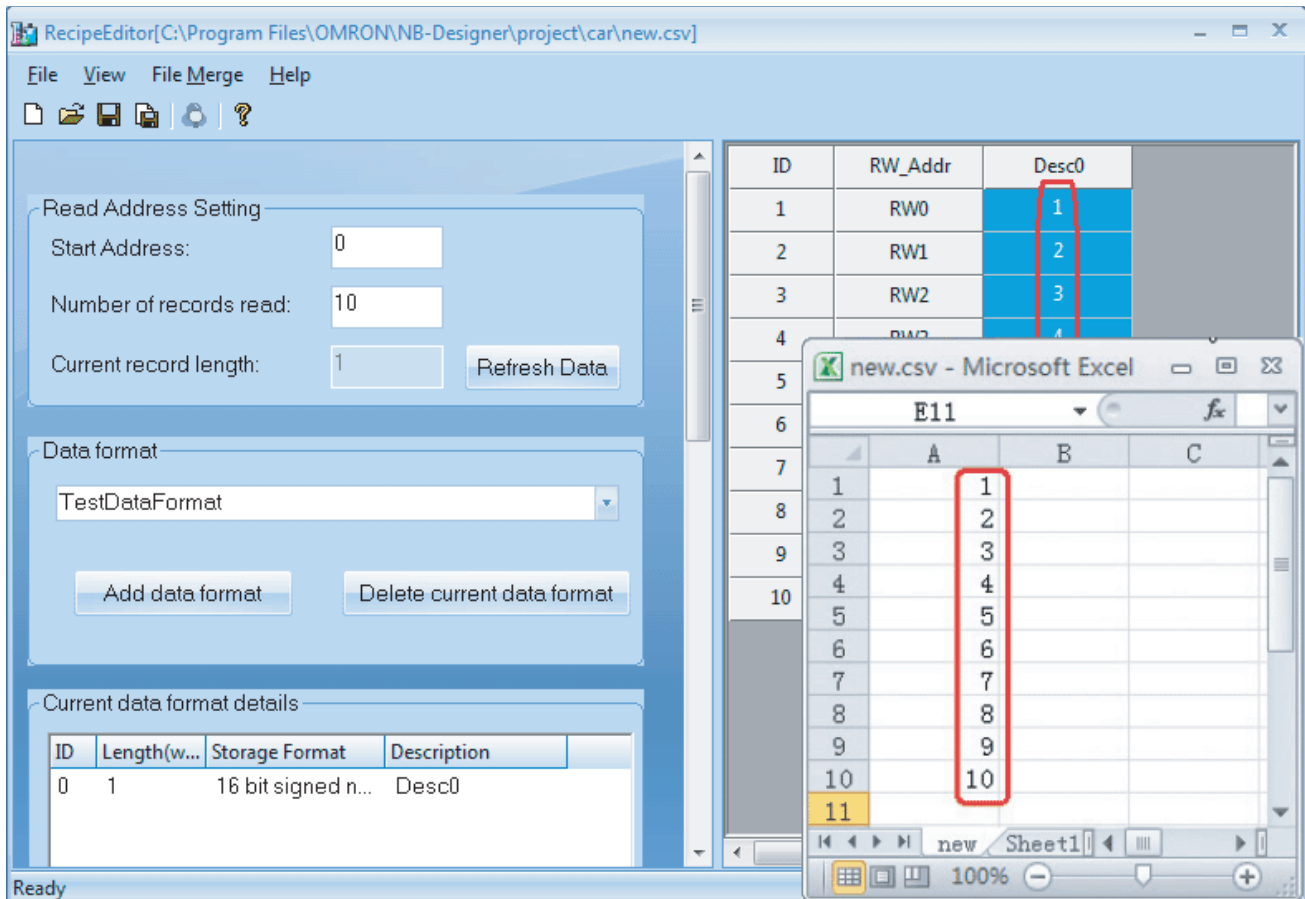 RecipeEditor[C:\Program Files\OMRON\NB-Designer\project\car\new.csv]
File View File Merge Help
Read Address Setting
Start Address: 0
Number of records read: 10
Current record length: 1 Refresh Data
Data format
TestDataFormat
Add data format Delete current data format
Current data format details
ID Length(w... Storage Format Description
0 1 16 bit signed n... Desc0
Ready
ID RW_Addr Desc0
1 RW0 1
2 RW1 2
3 RW2 3
4 4
5
6
7
8
9
10
new.csv - Microsoft Excel
E11 fx
A B C
1 1
2 2
3 3
4 4
5 5
6 6
7 7
8 8
9 9
10 10
11
new Sheet1
100%